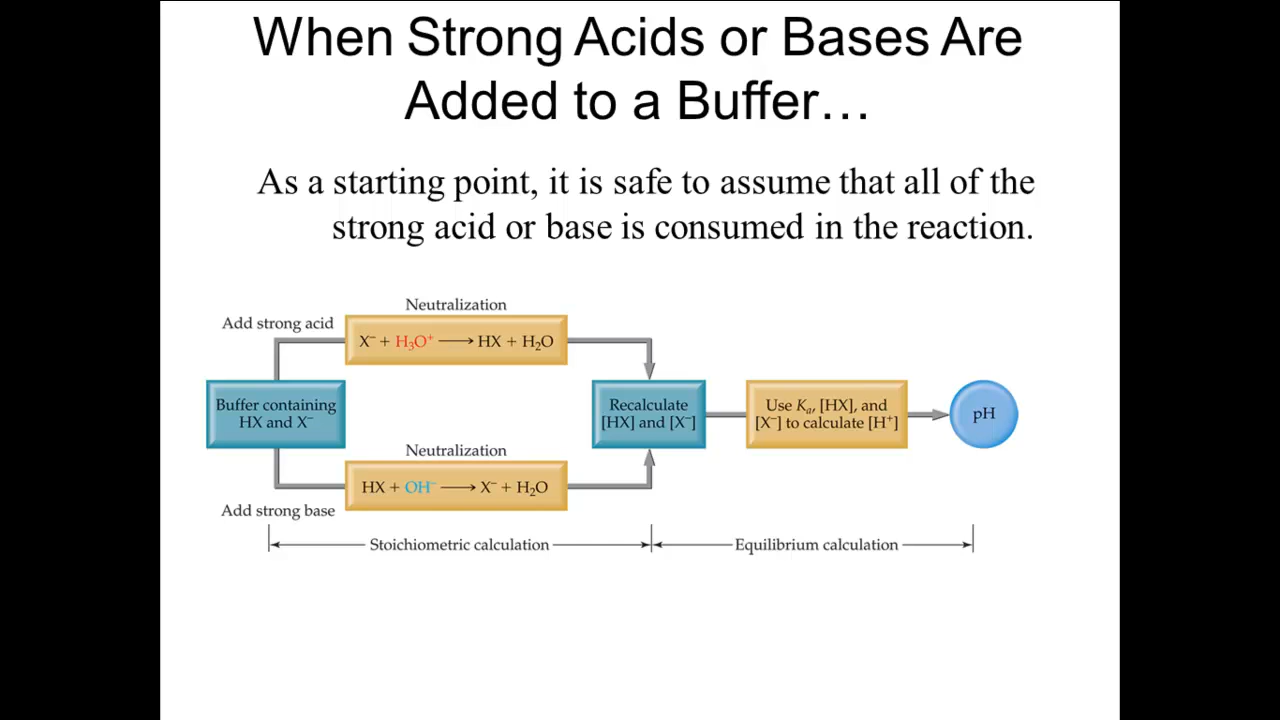 When Strong Acids or Bases Are
Added to a Buffer…
As a starting point, it is safe to assume that all of the
strong acid or base is consumed in the reaction.
Neutralization
Add strong acid
X⁻ + H₃O⁺ ⟶ HX + H₂O
Buffer containing
HX and X⁻
Recalculate
[HX] and [X⁻]
Use Kₐ, [HX], and
[X⁻] to calculate [H⁺]
pH
Neutralization
HX + OH⁻ ⟶ X⁻ + H₂O
Add strong base
Stoichiometric calculation
Equilibrium calculation